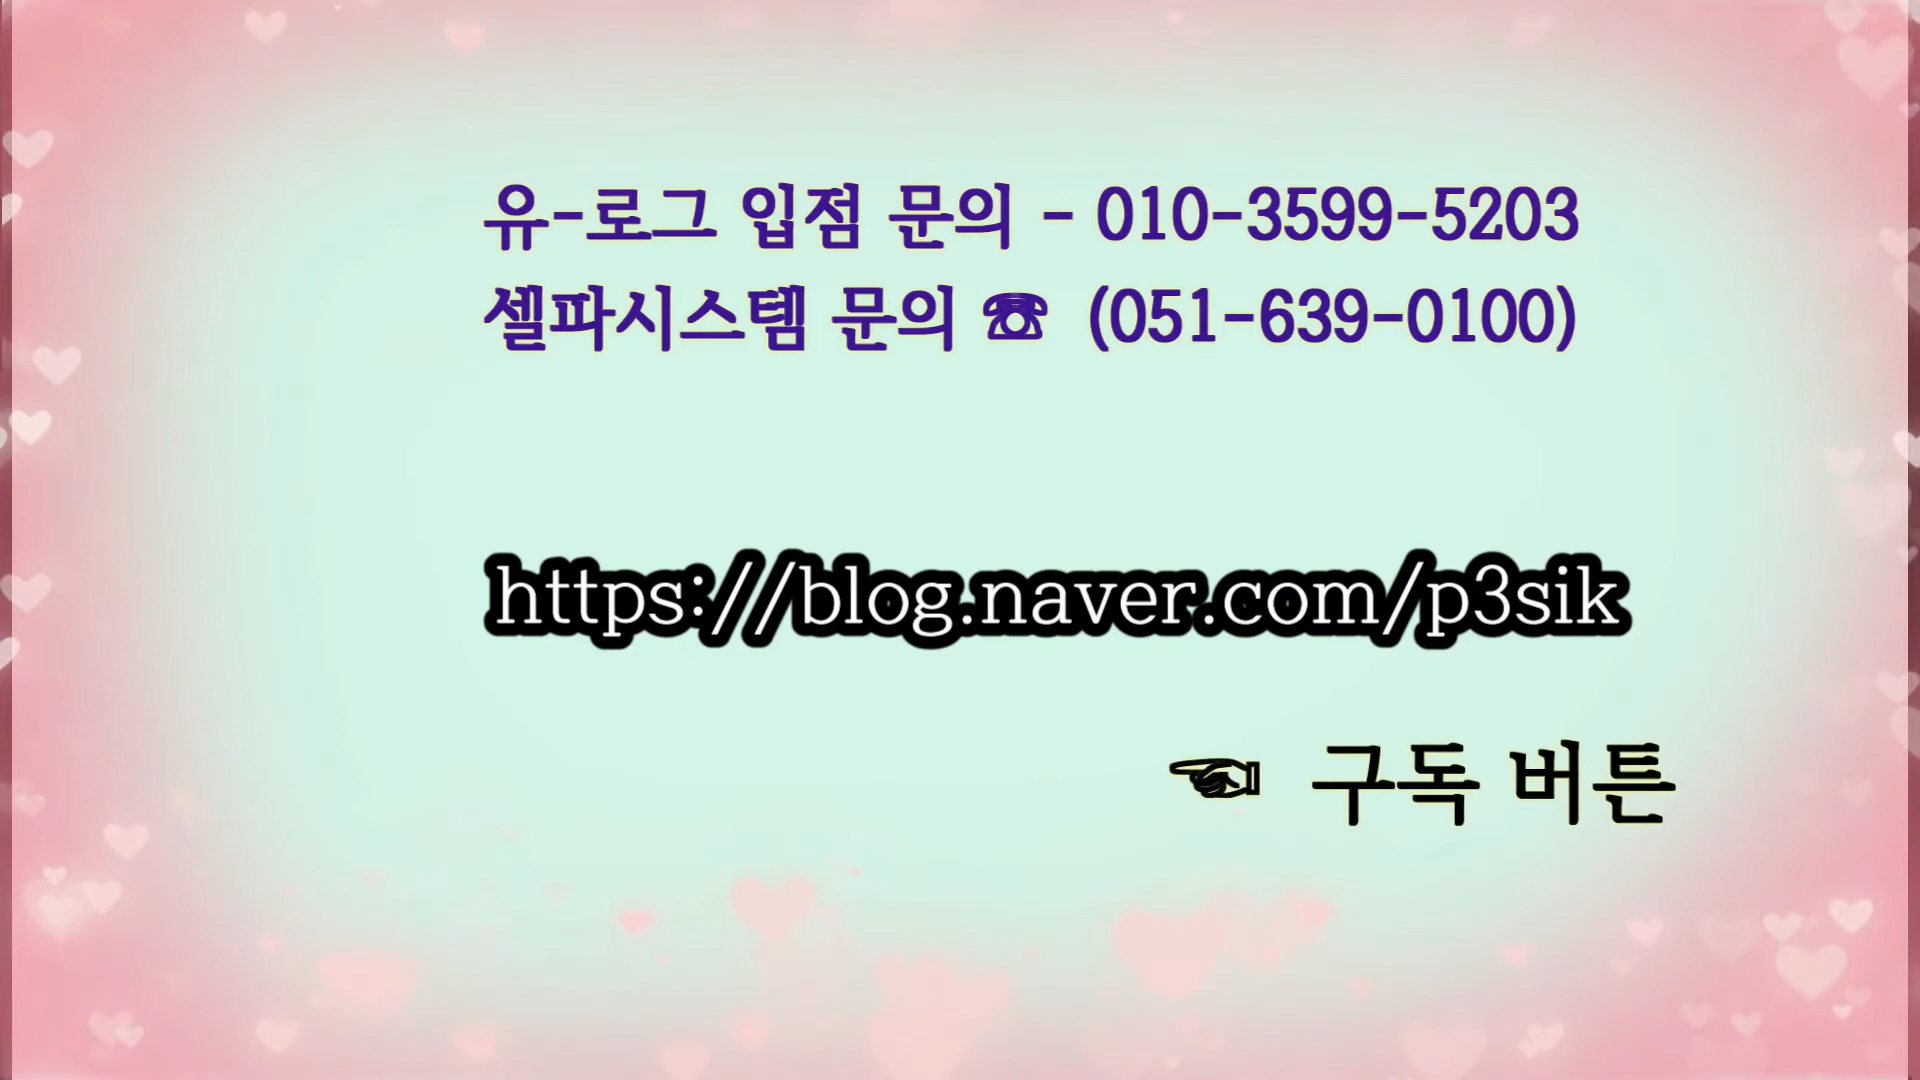 유-로그 입점 문의 - 010-3599-5203
셀파시스템 문의 ☎ (051-639-0100)
https://blog.naver.com/p3sik
☜ 구독 버튼